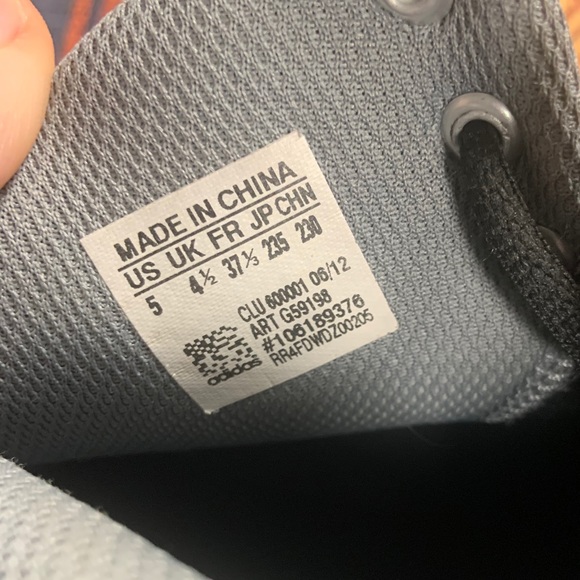 MADE IN CHINA
US UK FR JP CHN
5 4½ 37⅓ 235 230
CLU 600001 06/12
ART G59198
#106189376
RR4FDWDZ00205
adidas